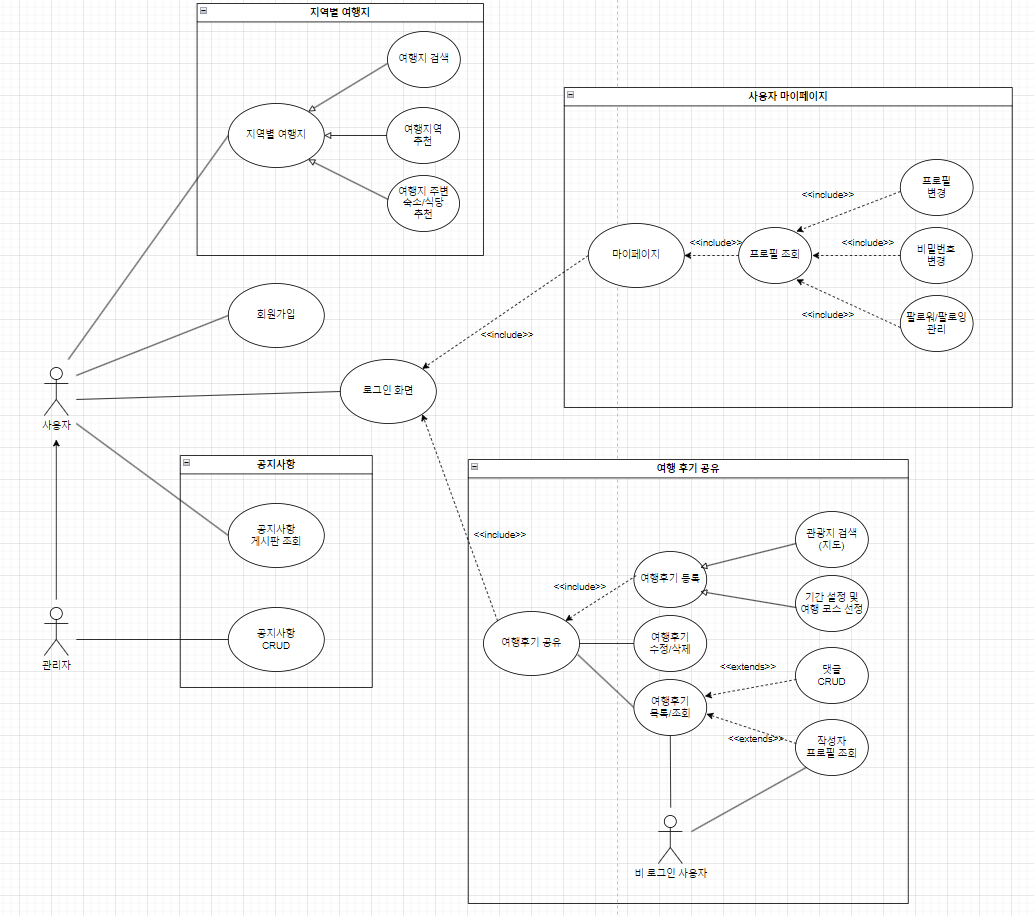 지역별 여행지
여행지 검색
지역별 여행지
여행지역
추천
여행지 주변
숙소/식당
추천
사용자 마이페이지
<<include>>
프로필
변경
마이페이지
<<include>>
프로필 조회
<<include>>
비밀번호
변경
<<include>>
팔로워/팔로잉
관리
회원가입
<<include>>
로그인 화면
사용자
공지사항
공지사항
게시판 조회
공지사항
CRUD
관리자
여행 후기 공유
<<include>>
관광지 검색
(지도)
<<include>>
여행후기 등록
기간 설정 및
여행 코스 선정
여행후기 공유
여행후기
수정/삭제
<<extends>>
댓글
CRUD
여행후기
목록/조회
<<extends>>
작성자
프로필 조회
비 로그인 사용자